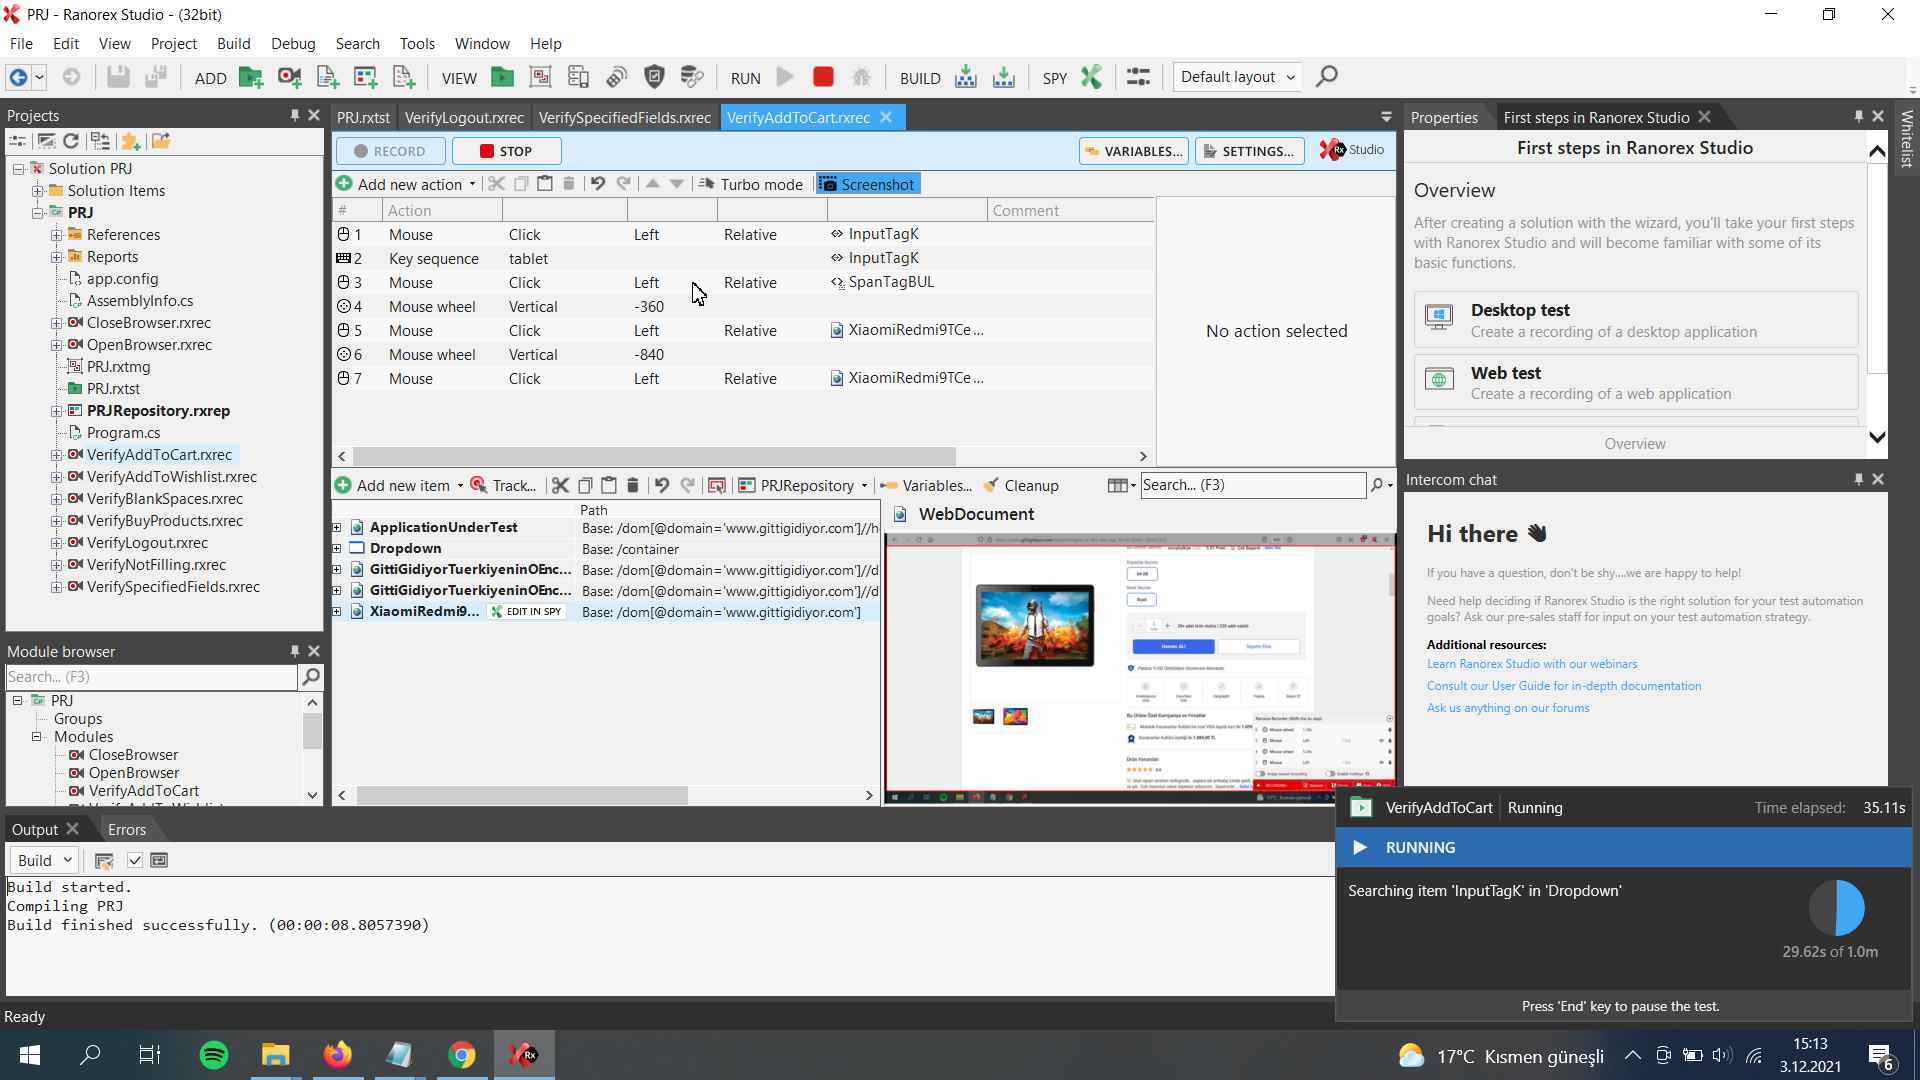 PRJ - Ranorex Studio - (32bit)
File Edit View Project Build Debug Search Tools Window Help
ADD VIEW RUN BUILD SPY Default layout
Projects
Solution PRJ
Solution Items
PRJ
References
Reports
app.config
AssemblyInfo.cs
CloseBrowser.rxrec
OpenBrowser.rxrec
PRJ.rxtmg
PRJ.rxtst
PRJRepository.rxrep
Program.cs
VerifyAddToCart.rxrec
VerifyAddToWishlist.rxrec
VerifyBlankSpaces.rxrec
VerifyBuyProducts.rxrec
VerifyLogout.rxrec
VerifyNotFilling.rxrec
VerifySpecifiedFields.rxrec
Module browser
Search... (F3)
PRJ
Groups
Modules
CloseBrowser
OpenBrowser
VerifyAddToCart
PRJ.rxtst VerifyLogout.rxrec VerifySpecifiedFields.rxrec VerifyAddToCart.rxrec
RECORD STOP VARIABLES... SETTINGS... Rx Studio
Add new action Turbo mode Screenshot
# Action Comment
1 Mouse Click Left Relative InputTagK
2 Key sequence tablet InputTagK
3 Mouse Click Left Relative SpanTagBUL
4 Mouse wheel Vertical -360
5 Mouse Click Left Relative XiaomiRedmi9TCe...
6 Mouse wheel Vertical -840
7 Mouse Click Left Relative XiaomiRedmi9TCe...
No action selected
Add new item Track... PRJRepository Variables... Cleanup Search... (F3)
Path
ApplicationUnderTest Base: /dom[@domain='www.gittigidiyor.com']//h
Dropdown Base: /container
GittiGidiyorTuerkiyeninOEnc... Base: /dom[@domain='www.gittigidiyor.com']//d
GittiGidiyorTuerkiyeninOEnc... Base: /dom[@domain='www.gittigidiyor.com']//d
XiaomiRedmi9... EDIT IN SPY Base: /dom[@domain='www.gittigidiyor.com']
WebDocument
Properties First steps in Ranorex Studio
Whitelist
First steps in Ranorex Studio
Overview
After creating a solution with the wizard, you'll take your first steps
with Ranorex Studio and will become familiar with some of its
basic functions.
Desktop test
Create a recording of a desktop application
Web test
Create a recording of a web application
Overview
Intercom chat
Hi there
If you have a question, don't be shy....we are happy to help!
Need help deciding if Ranorex Studio is the right solution for your test automation
goals? Ask our pre-sales staff for input on your test automation strategy.
Additional resources:
Learn Ranorex Studio with our webinars
Consult our User Guide for in-depth documentation
Ask us anything on our forums
Output Errors
Build
Build started.
Compiling PRJ
Build finished successfully. (00:00:08.8057390)
VerifyAddToCart Running Time elapsed: 35.11s
RUNNING
Searching item 'InputTagK' in 'Dropdown'
29.62s of 1.0m
Press 'End' key to pause the test.
Ready
Rx
17°C Kısmen güneşli
15:13
3.12.2021
6